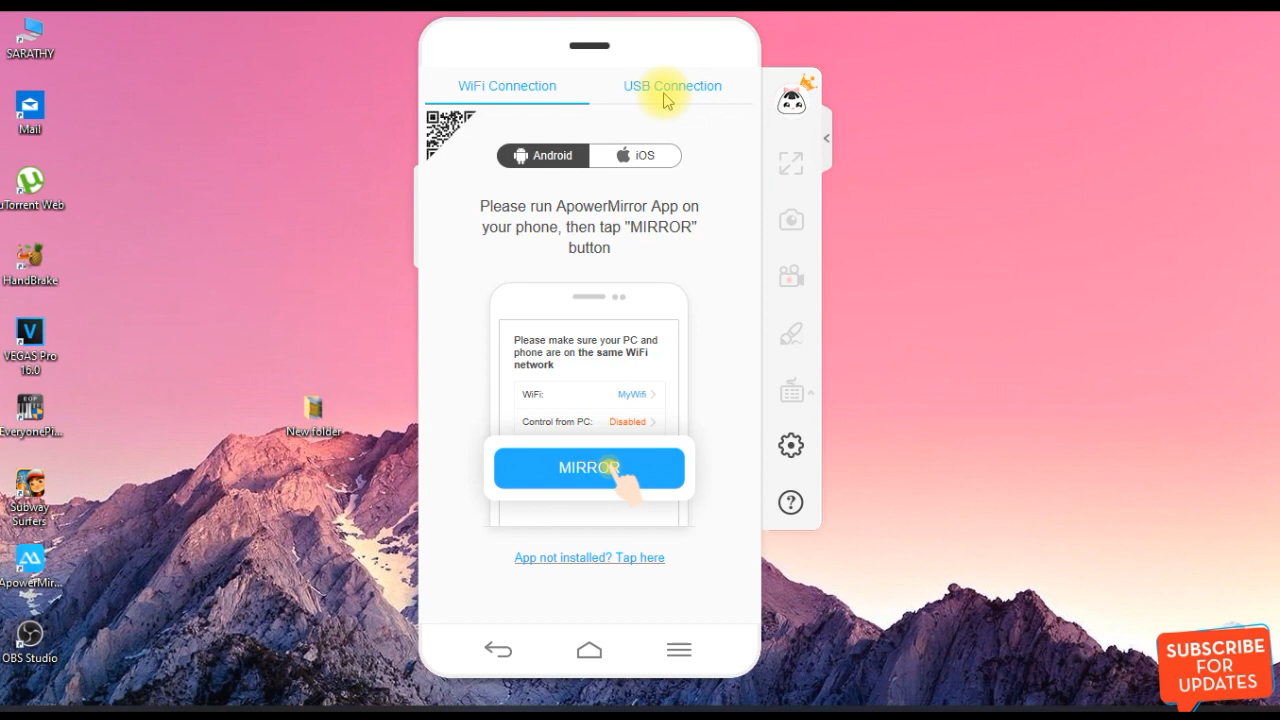 SARATHY
Mail
uTorrent Web
HandBrake
V
VEGAS Pro
16.0
EveryonePi...
Subway
Surfers
ApowerMir...
OBS Studio
New folder
WiFi Connection
USB Connection
Android
iOS
Please run ApowerMirror App on
your phone, then tap "MIRROR"
button
Please make sure your PC and
phone are on the same WiFi
network
WiFi:
MyWifi
Control from PC:
Disabled
MIRROR
App not installed? Tap here
?
SUBSCRIBE
FOR
UPDATES